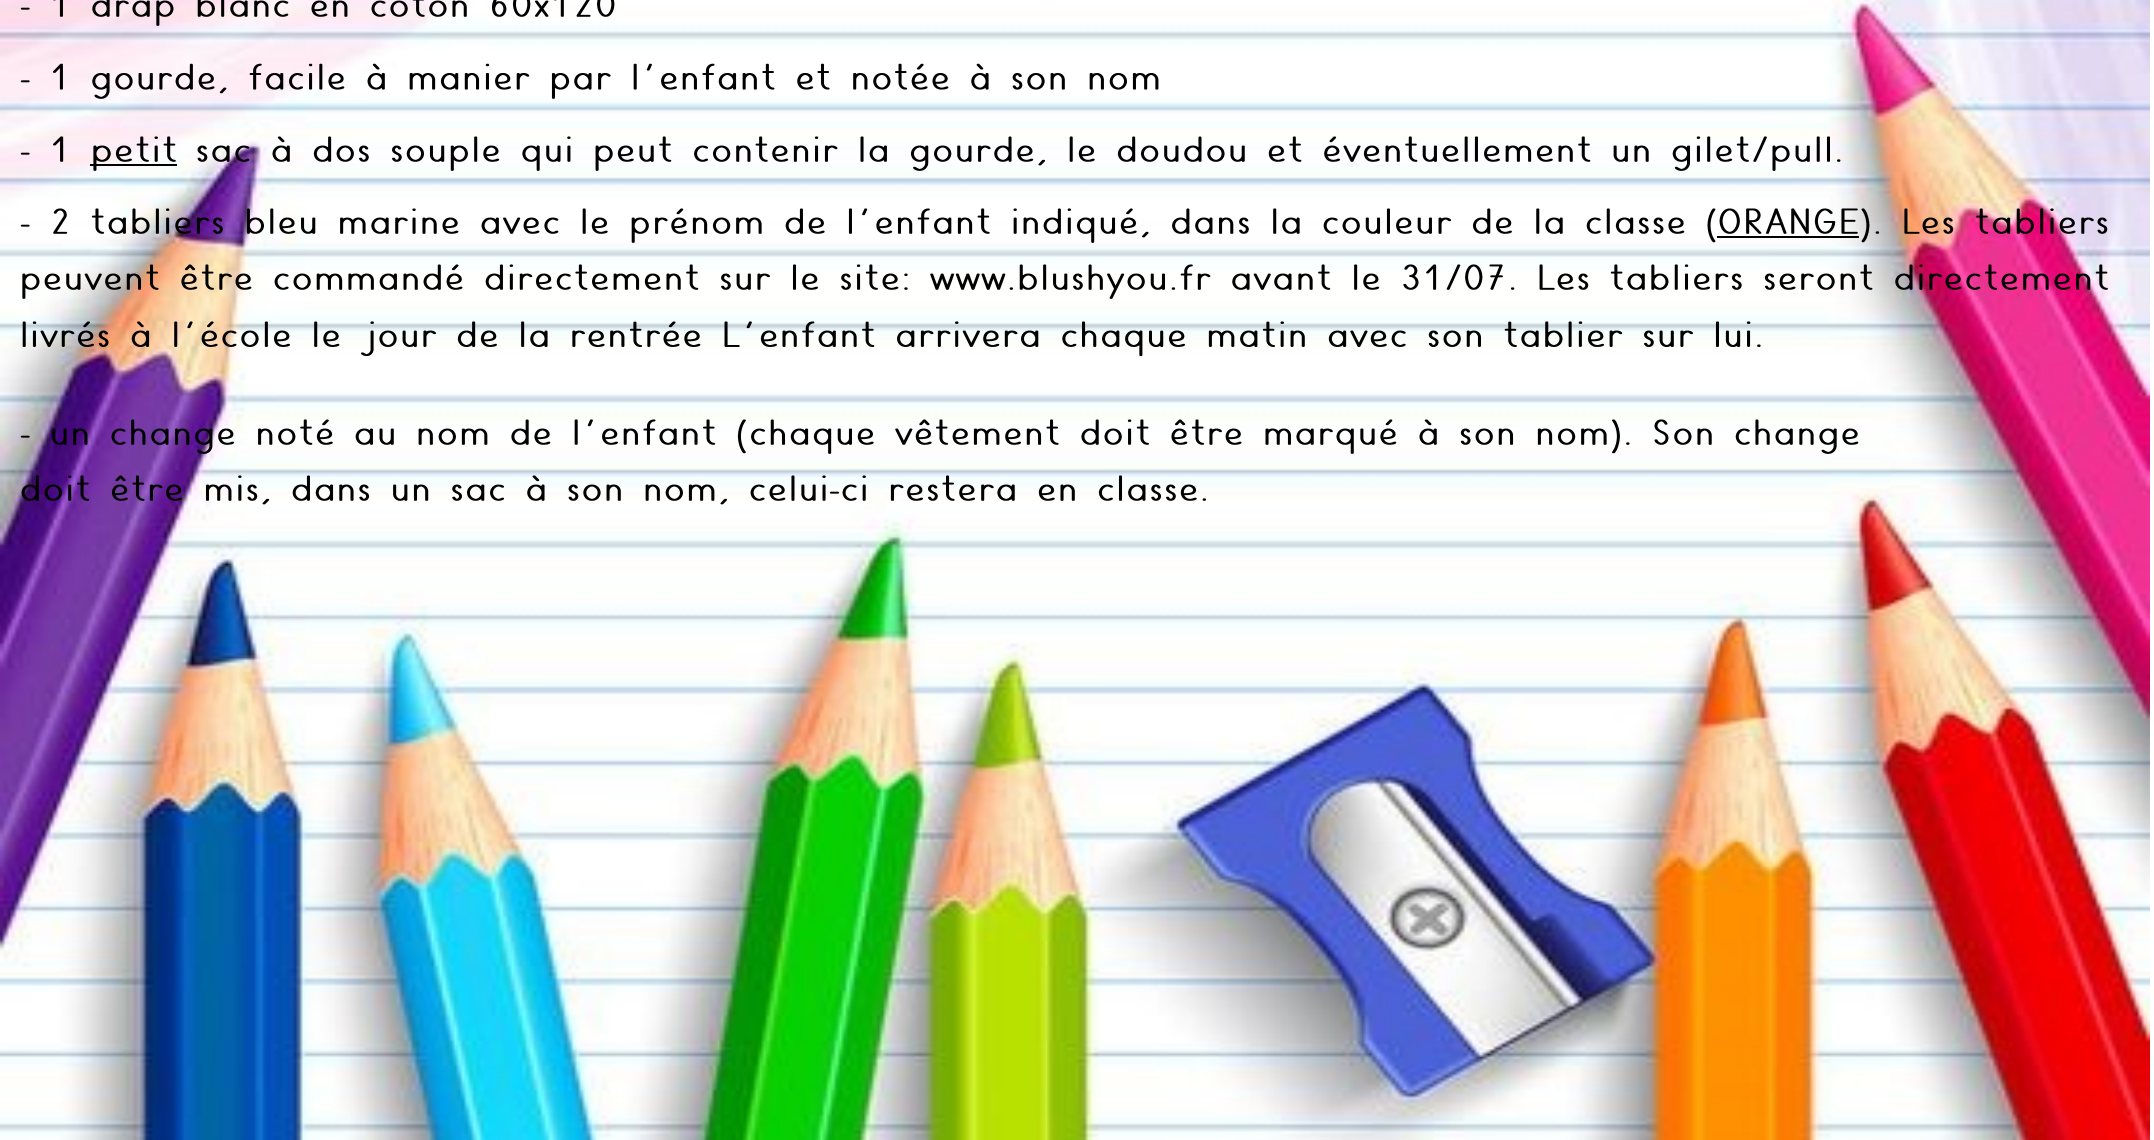 - 1 drap blanc en coton 60x120
- 1 gourde, facile à manier par l'enfant et notée à son nom
- 1 petit sac à dos souple qui peut contenir la gourde, le doudou et éventuellement un gilet/pull.
- 2 tabliers bleu marine avec le prénom de l'enfant indiqué, dans la couleur de la classe (ORANGE). Les tabliers
peuvent être commandé directement sur le site: www.blushyou.fr avant le 31/07. Les tabliers seront directement
livrés à l'école le jour de la rentrée L'enfant arrivera chaque matin avec son tablier sur lui.
- un change noté au nom de l'enfant (chaque vêtement doit être marqué à son nom). Son change
doit être mis, dans un sac à son nom, celui-ci restera en classe.